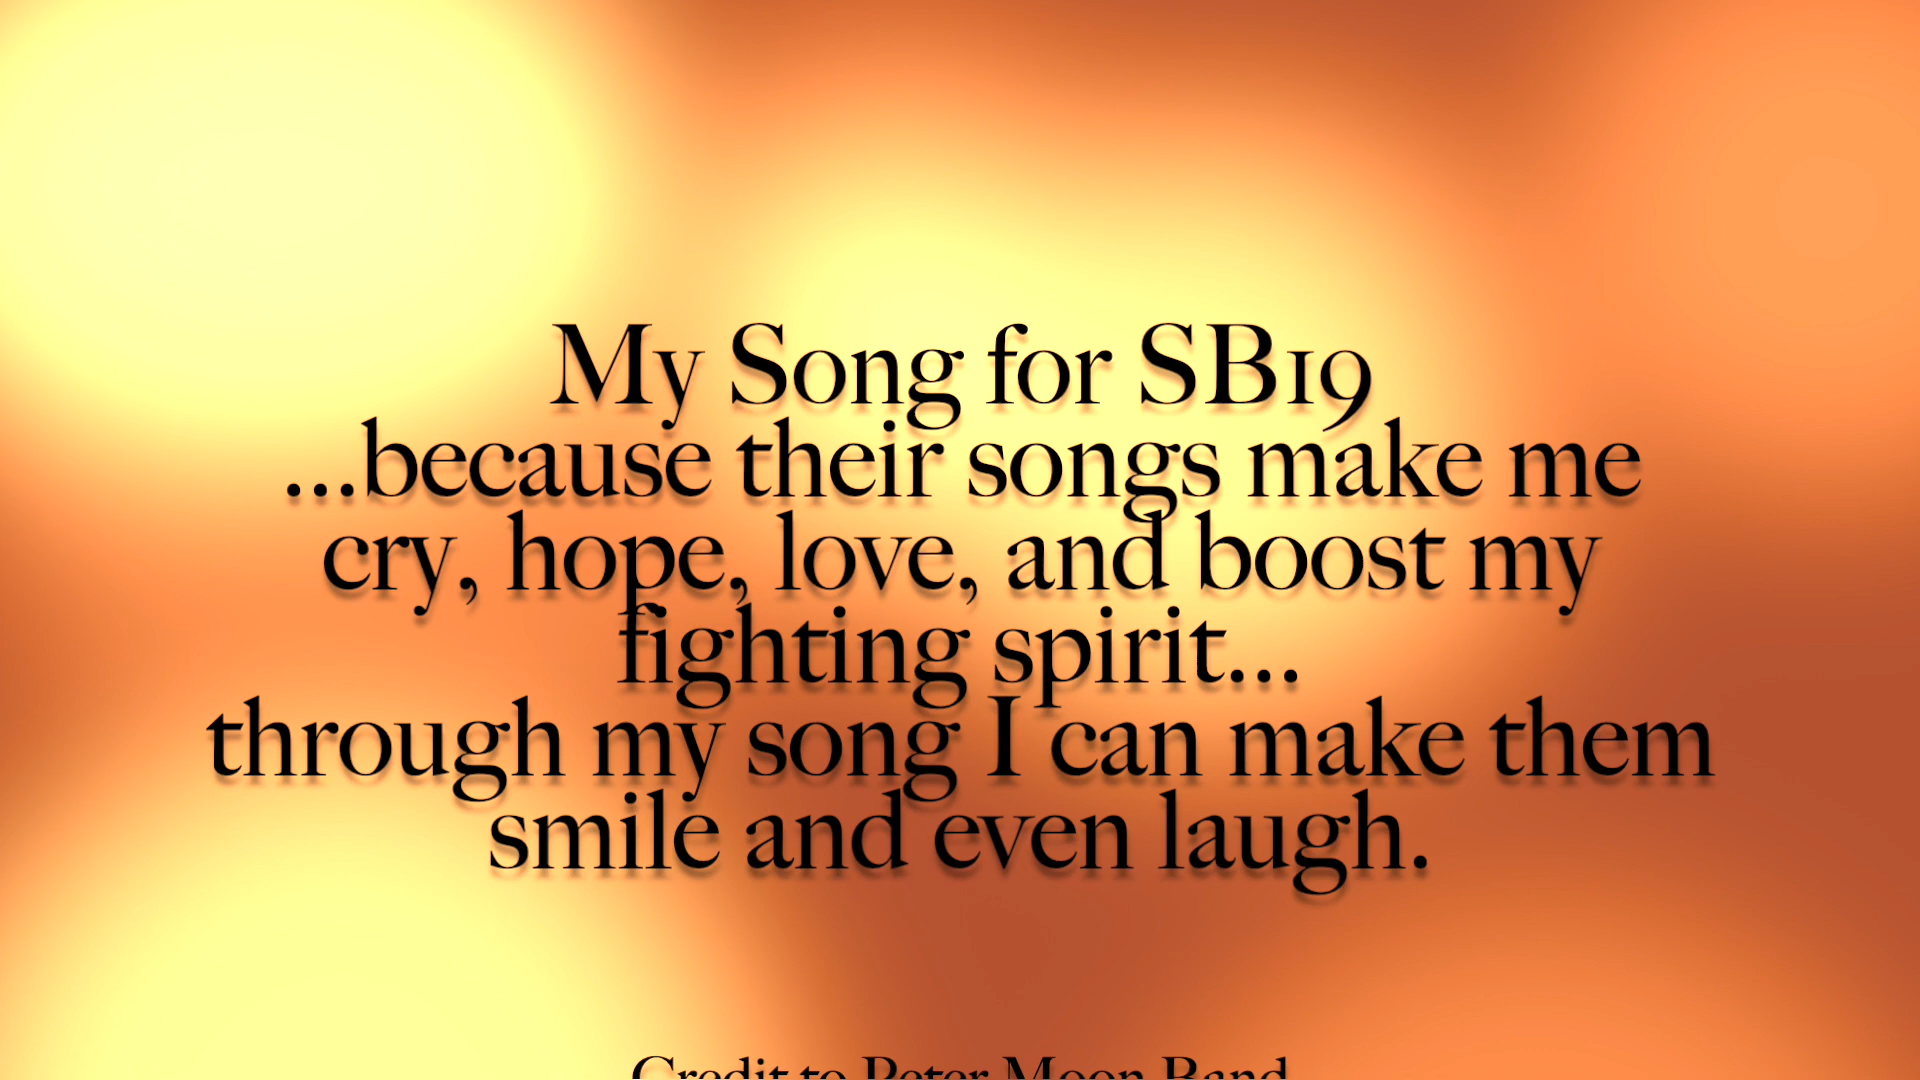 My Song for SB19
...because their songs make me
cry, hope, love, and boost my
fighting spirit...
through my song I can make them
smile and even laugh.
Credit to Peter Moon Band